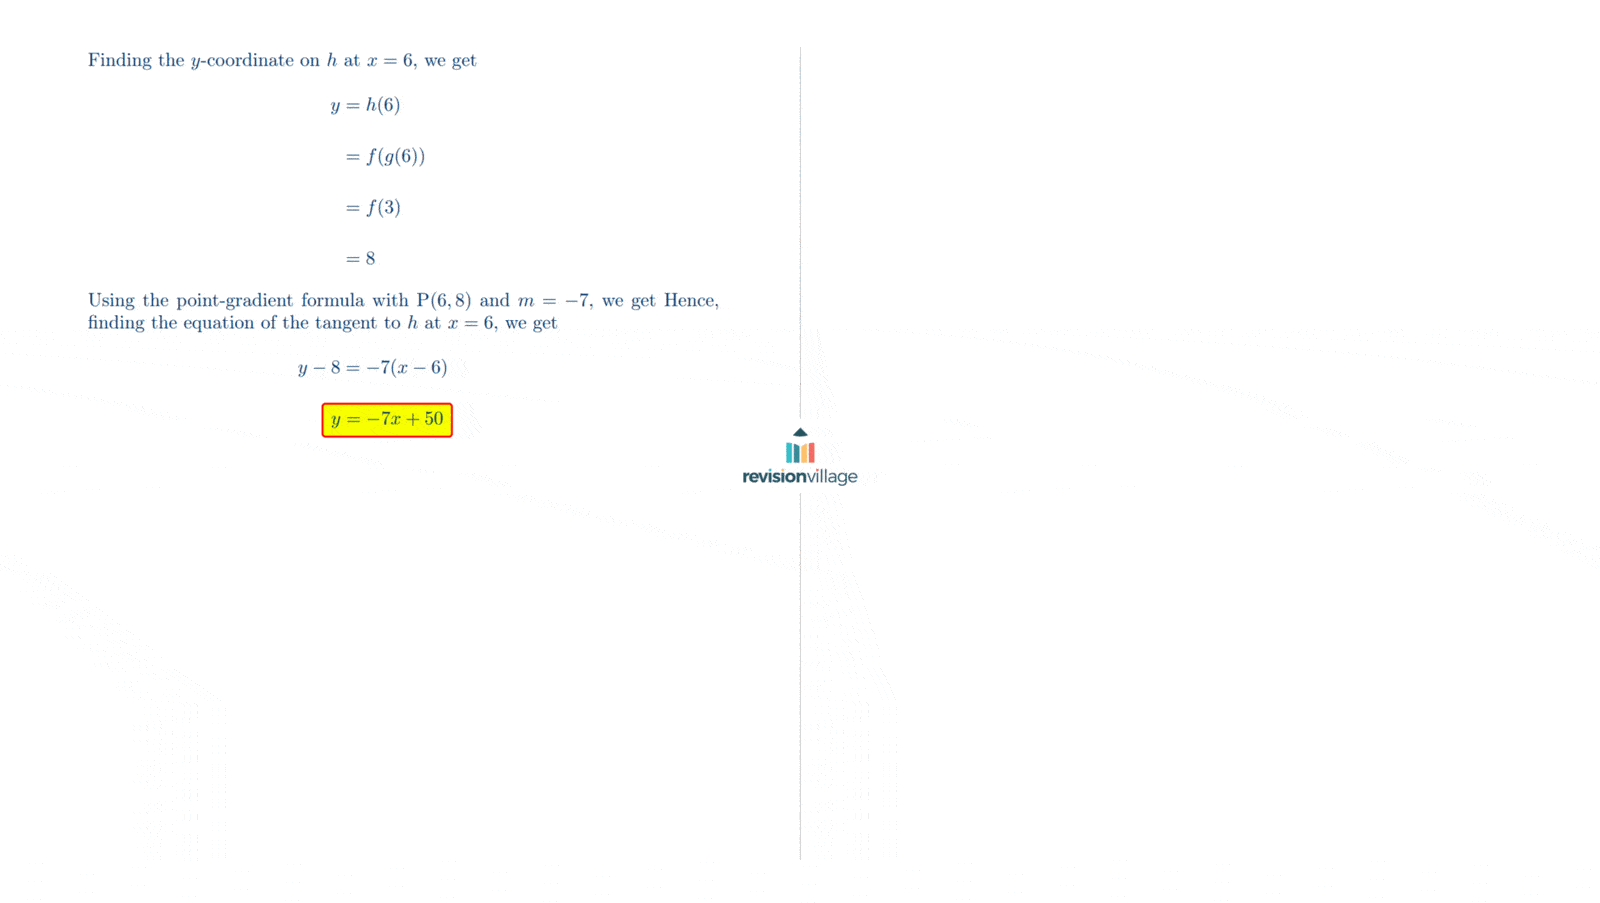 Finding the y-coordinate on h at x = 6, we get
y = h(6)
= f(g(6))
= f(3)
= 8
Using the point-gradient formula with P(6, 8) and m = −7, we get Hence,
finding the equation of the tangent to h at x = 6, we get
y − 8 = −7(x − 6)
y = −7x + 50
revisionvillage